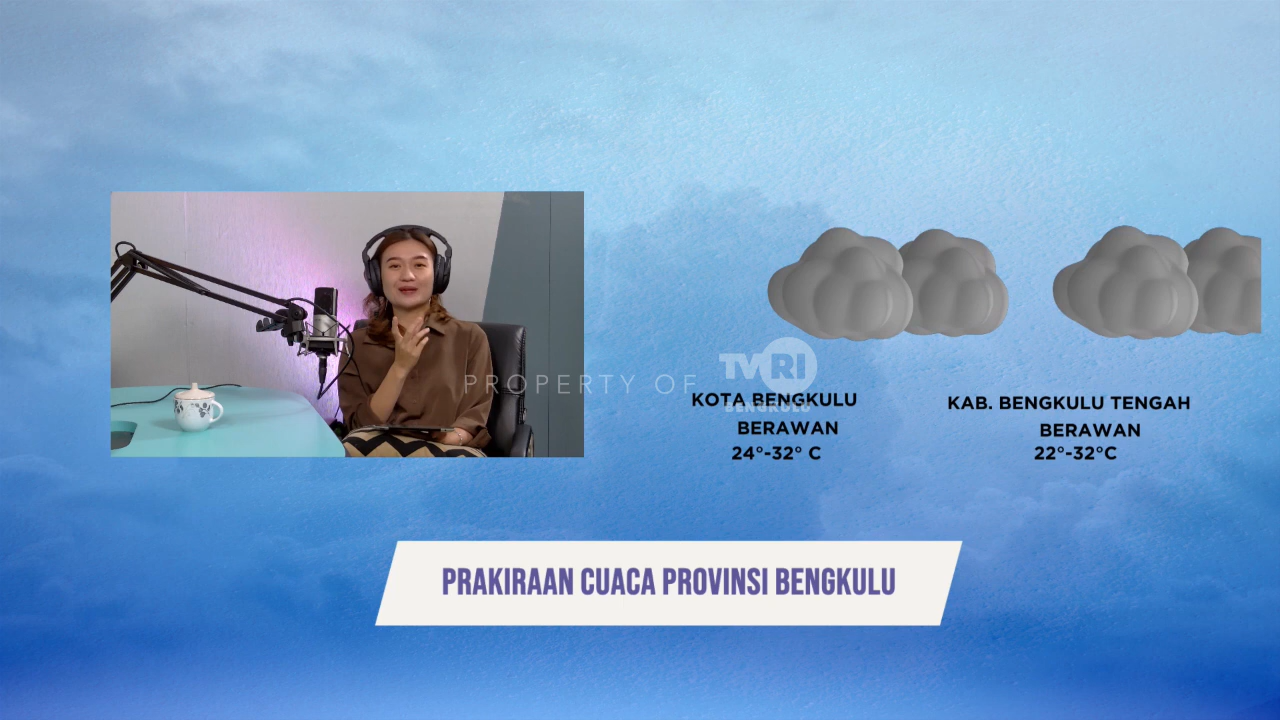 PROPERTY OF
TVRI
BENGKULU
KOTA BENGKULU
BERAWAN
24°-32° C
KAB. BENGKULU TENGAH
BERAWAN
22°-32°C
PRAKIRAAN CUACA PROVINSI BENGKULU